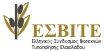 ΕΣΒΙΤΕ
Ελληνικός Σύνδεσμος Βιοτεχνών
Τυποποίησης Ελαιολάδου